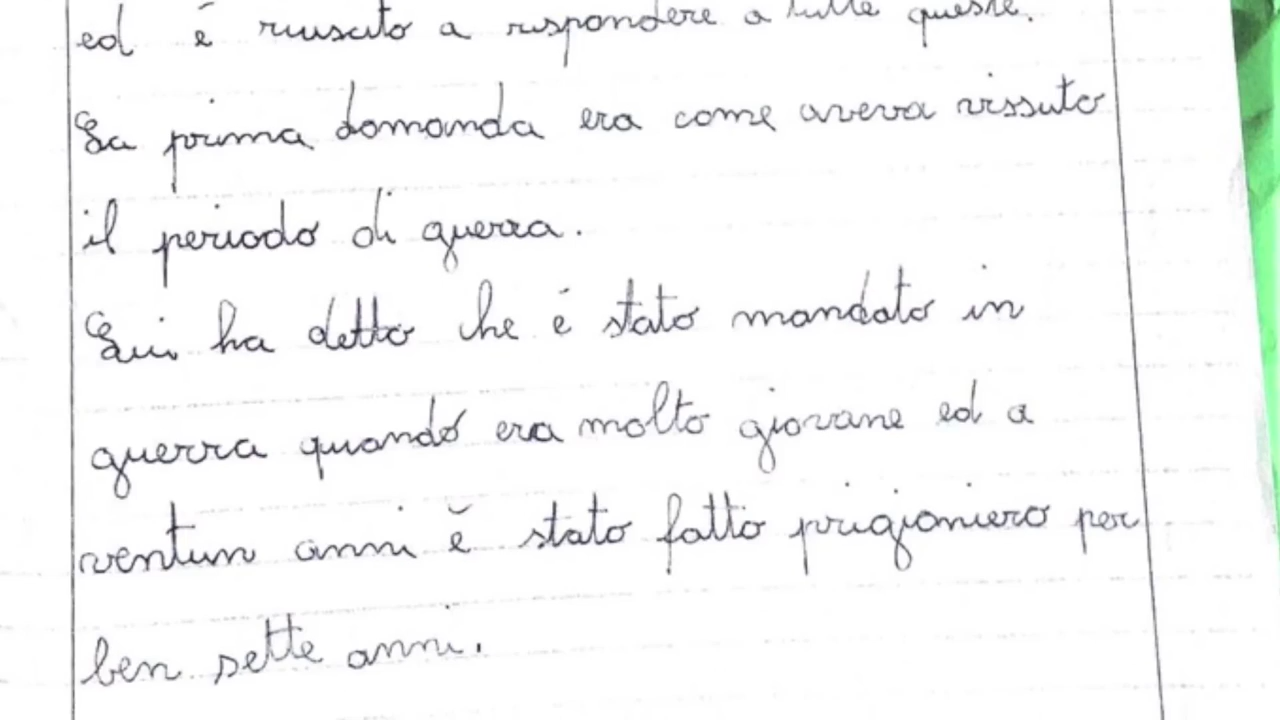 ed é riuscito a rispondere a tutte queste.
La prima domanda era come aveva vissuto
il periodo di guerra.
Lui ha detto che é stato mandato in
guerra quando era molto giovane ed a
ventun anni é stato fatto prigioniero per
ben sette anni.